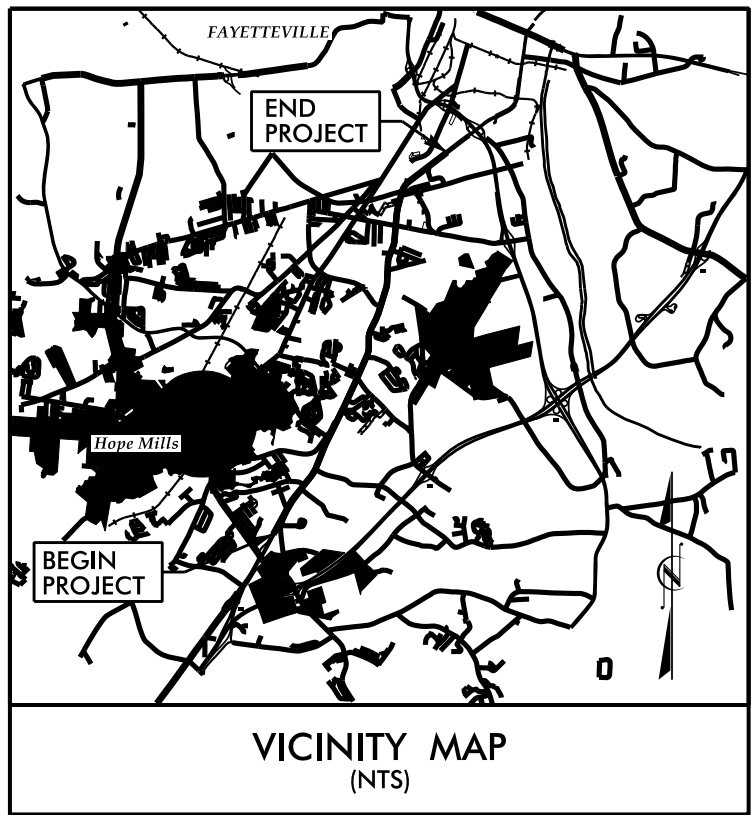 FAYETTEVILLE
END
PROJECT
Hope Mills
BEGIN
PROJECT
N
VICINITY MAP
(NTS)